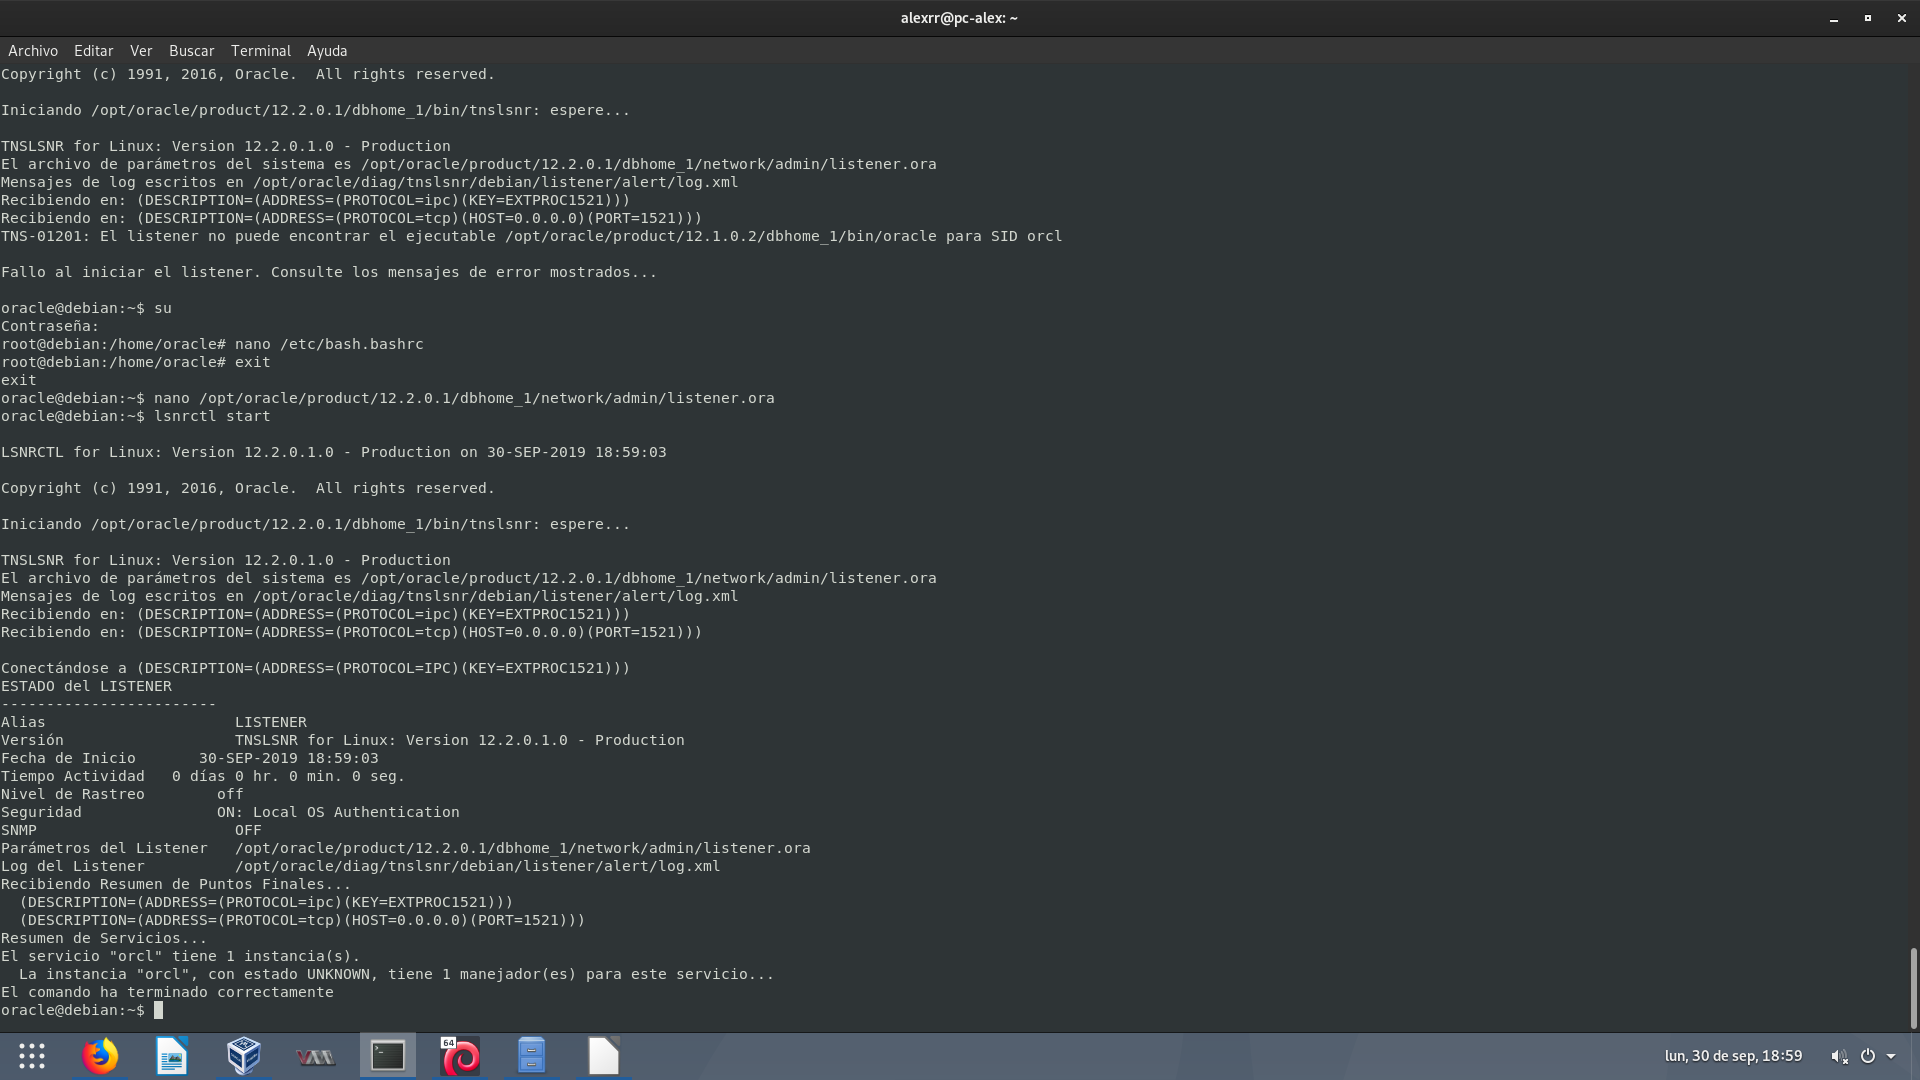 alexrr@pc-alex: ~
Archivo Editar Ver Buscar Terminal Ayuda
Copyright (c) 1991, 2016, Oracle.  All rights reserved.
Iniciando /opt/oracle/product/12.2.0.1/dbhome_1/bin/tnslsnr: espere...
TNSLSNR for Linux: Version 12.2.0.1.0 - Production
El archivo de parámetros del sistema es /opt/oracle/product/12.2.0.1/dbhome_1/network/admin/listener.ora
Mensajes de log escritos en /opt/oracle/diag/tnslsnr/debian/listener/alert/log.xml
Recibiendo en: (DESCRIPTION=(ADDRESS=(PROTOCOL=ipc)(KEY=EXTPROC1521)))
Recibiendo en: (DESCRIPTION=(ADDRESS=(PROTOCOL=tcp)(HOST=0.0.0.0)(PORT=1521)))
TNS-01201: El listener no puede encontrar el ejecutable /opt/oracle/product/12.1.0.2/dbhome_1/bin/oracle para SID orcl
Fallo al iniciar el listener. Consulte los mensajes de error mostrados...
oracle@debian:~$ su
Contraseña:
root@debian:/home/oracle# nano /etc/bash.bashrc
root@debian:/home/oracle# exit
exit
oracle@debian:~$ nano /opt/oracle/product/12.2.0.1/dbhome_1/network/admin/listener.ora
oracle@debian:~$ lsnrctl start
LSNRCTL for Linux: Version 12.2.0.1.0 - Production on 30-SEP-2019 18:59:03
Copyright (c) 1991, 2016, Oracle.  All rights reserved.
Iniciando /opt/oracle/product/12.2.0.1/dbhome_1/bin/tnslsnr: espere...
TNSLSNR for Linux: Version 12.2.0.1.0 - Production
El archivo de parámetros del sistema es /opt/oracle/product/12.2.0.1/dbhome_1/network/admin/listener.ora
Mensajes de log escritos en /opt/oracle/diag/tnslsnr/debian/listener/alert/log.xml
Recibiendo en: (DESCRIPTION=(ADDRESS=(PROTOCOL=ipc)(KEY=EXTPROC1521)))
Recibiendo en: (DESCRIPTION=(ADDRESS=(PROTOCOL=tcp)(HOST=0.0.0.0)(PORT=1521)))
Conectándose a (DESCRIPTION=(ADDRESS=(PROTOCOL=IPC)(KEY=EXTPROC1521)))
ESTADO del LISTENER
------------------------
Alias                     LISTENER
Versión                   TNSLSNR for Linux: Version 12.2.0.1.0 - Production
Fecha de Inicio       30-SEP-2019 18:59:03
Tiempo Actividad   0 días 0 hr. 0 min. 0 seg.
Nivel de Rastreo        off
Seguridad               ON: Local OS Authentication
SNMP                      OFF
Parámetros del Listener   /opt/oracle/product/12.2.0.1/dbhome_1/network/admin/listener.ora
Log del Listener          /opt/oracle/diag/tnslsnr/debian/listener/alert/log.xml
Recibiendo Resumen de Puntos Finales...
  (DESCRIPTION=(ADDRESS=(PROTOCOL=ipc)(KEY=EXTPROC1521)))
  (DESCRIPTION=(ADDRESS=(PROTOCOL=tcp)(HOST=0.0.0.0)(PORT=1521)))
Resumen de Servicios...
El servicio "orcl" tiene 1 instancia(s).
  La instancia "orcl", con estado UNKNOWN, tiene 1 manejador(es) para este servicio...
El comando ha terminado correctamente
oracle@debian:~$
64
lun, 30 de sep, 18:59